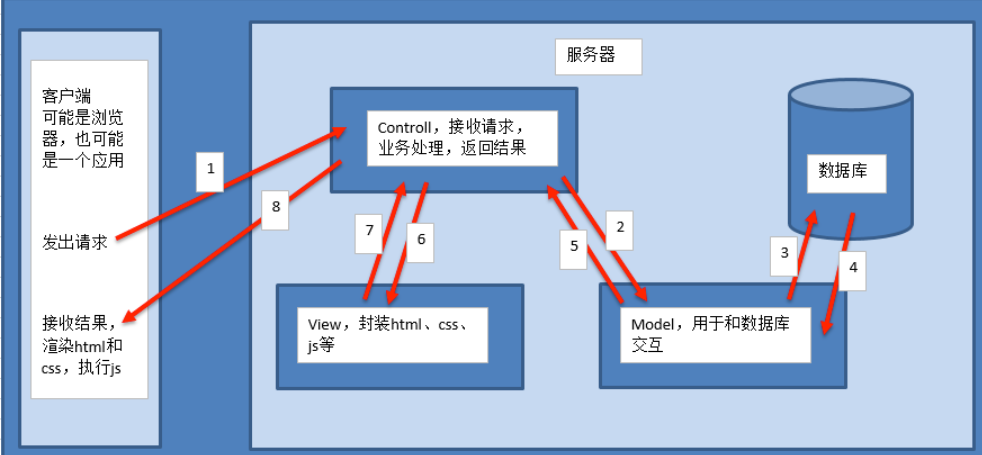 服务器
客户端
可能是浏览
器，也可能
是一个应用
Controll，接收请求，
业务处理，返回结果
数据库
1
8
发出请求
7
6
5
2
3
4
接收结果，
渲染html和
css，执行js
View，封装html、css、
js等
Model，用于和数据库
交互